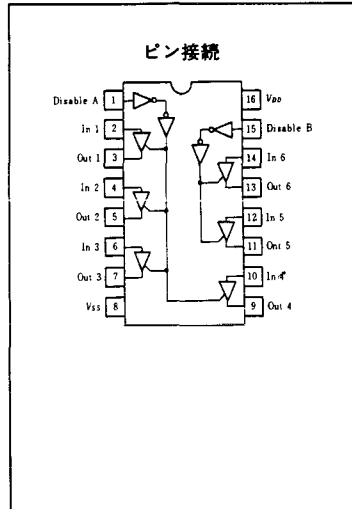 ピン接続
Disable A 1
16 VDD
In 1 2
15 Disable B
Out 1 3
14 In 6
In 2 4
13 Out 6
Out 2 5
12 In 5
In 3 6
11 Ont 5
Out 3 7
10 In 4
VSS 8
9 Out 4